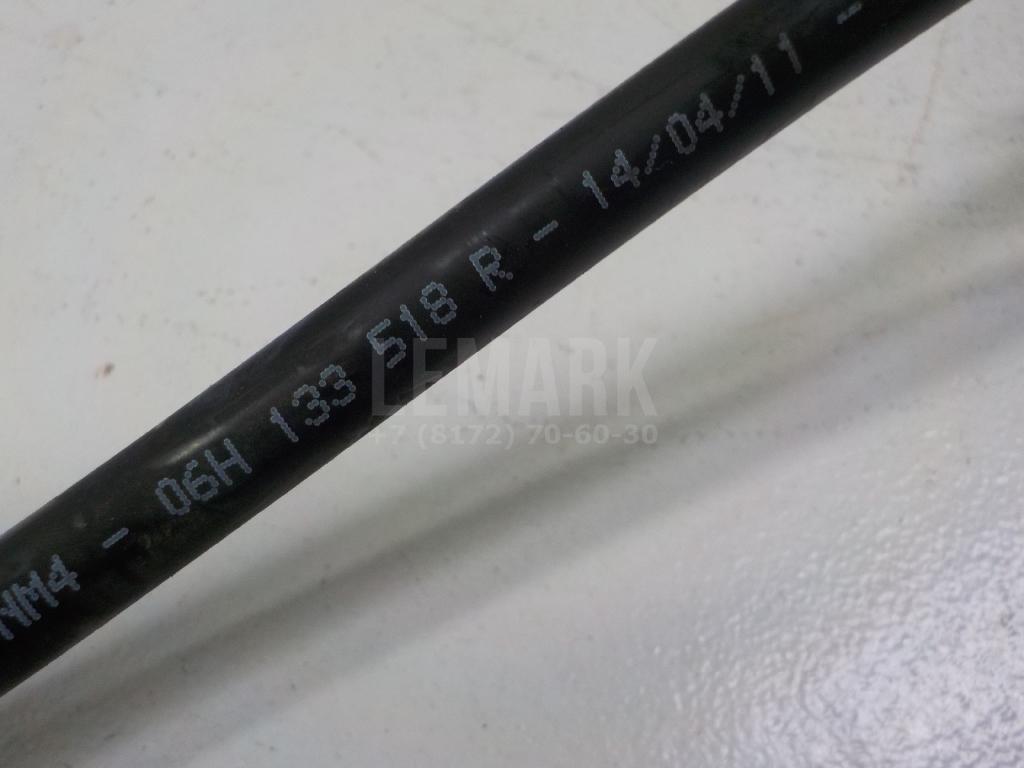 NM4 - 06H 133 518 R - 14/04/11 -
LEMARK
+7 (8172) 70-60-30